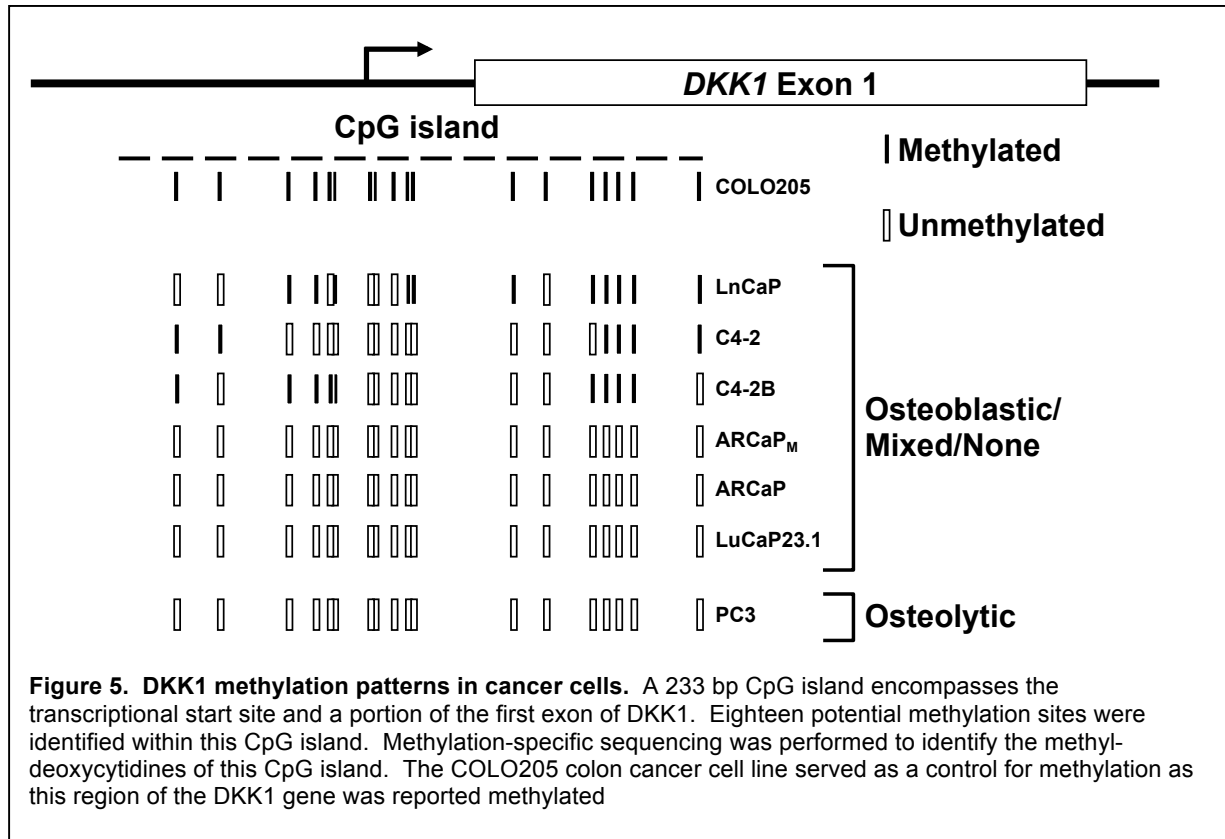 DKK1 Exon 1
CpG island
Methylated
COLO205
Unmethylated
LnCaP
C4-2
C4-2B
Osteoblastic/
Mixed/None
ARCaPM
ARCaP
LuCaP23.1
PC3
Osteolytic
Figure 5. DKK1 methylation patterns in cancer cells. A 233 bp CpG island encompasses the
transcriptional start site and a portion of the first exon of DKK1. Eighteen potential methylation sites were
identified within this CpG island. Methylation-specific sequencing was performed to identify the methyl-
deoxycytidines of this CpG island. The COLO205 colon cancer cell line served as a control for methylation as
this region of the DKK1 gene was reported methylated